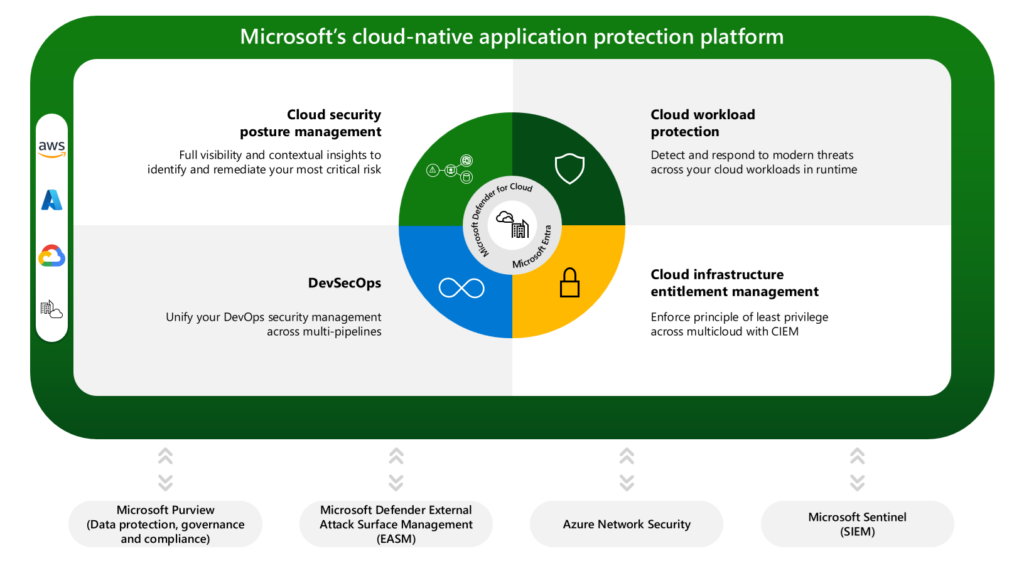 Microsoft's cloud-native application protection platform
aws
Cloud security
posture management
Full visibility and contextual insights to
identify and remediate your most critical risk
Cloud workload
protection
Detect and respond to modern threats
across your cloud workloads in runtime
Microsoft Defender for Cloud
Microsoft Entra
DevSecOps
Unify your DevOps security management
across multi-pipelines
Cloud infrastructure
entitlement management
Enforce principle of least privilege
across multicloud with CIEM
Microsoft Purview
(Data protection, governance
and compliance)
Microsoft Defender External
Attack Surface Management
(EASM)
Azure Network Security
Microsoft Sentinel
(SIEM)